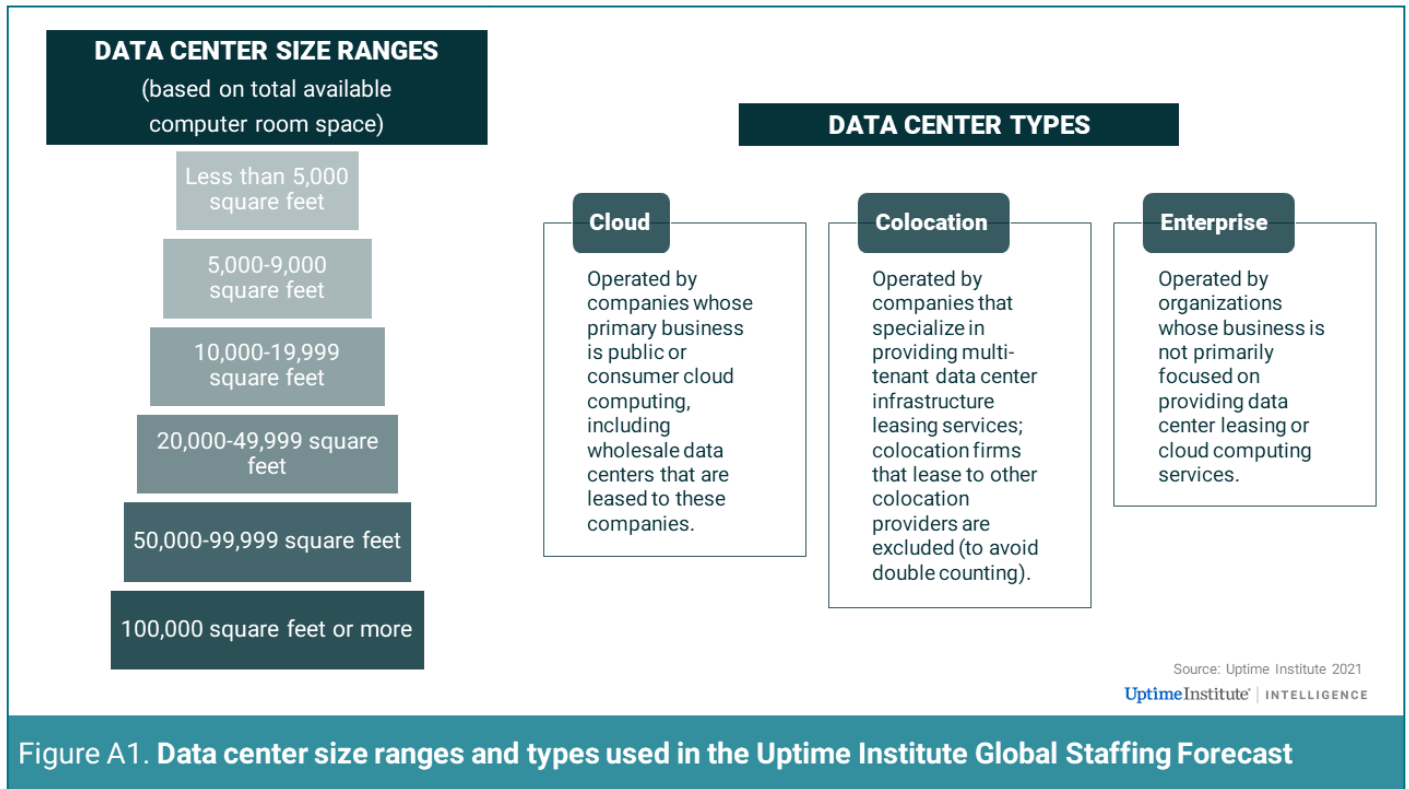 DATA CENTER SIZE RANGES
(based on total available
computer room space)
Less than 5,000
square feet
5,000-9,000
square feet
10,000-19,999
square feet
20,000-49,999 square
feet
50,000-99,999 square feet
100,000 square feet or more
DATA CENTER TYPES
Cloud
Operated by
companies whose
primary business
is public or
consumer cloud
computing,
including
wholesale data
centers that are
leased to these
companies.
Colocation
Operated by
companies that
specialize in
providing multi-
tenant data center
infrastructure
leasing services;
colocation firms
that lease to other
colocation
providers are
excluded (to avoid
double counting).
Enterprise
Operated by
organizations
whose business is
not primarily
focused on
providing data
center leasing or
cloud computing
services.
Source: Uptime Institute 2021
UptimeInstitute® | INTELLIGENCE
Figure A1. Data center size ranges and types used in the Uptime Institute Global Staffing Forecast